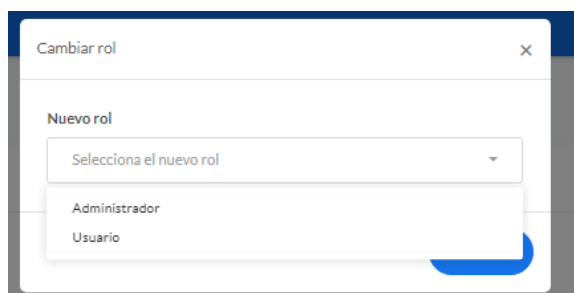 Cambiar rol
×
Nuevo rol
Selecciona el nuevo rol
Administrador
Usuario